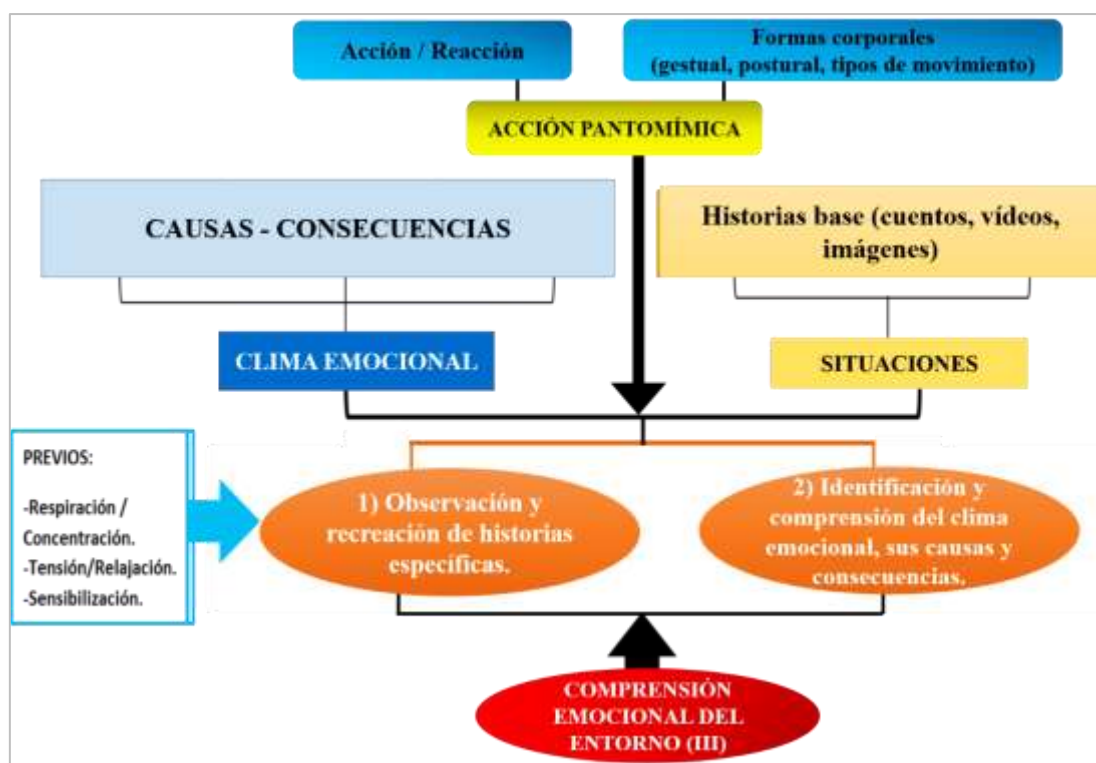 Acción / Reacción
Formas corporales
(gestual, postural, tipos de movimiento)
ACCIÓN PANTOMÍMICA
CAUSAS - CONSECUENCIAS
Historias base (cuentos, vídeos,
imágenes)
CLIMA EMOCIONAL
SITUACIONES
PREVIOS:
-Respiración /
Concentración.
-Tensión/Relajación.
-Sensibilización.
1) Observación y
recreación de historias
específicas.
2) Identificación y
comprensión del clima
emocional, sus causas y
consecuencias.
COMPRENSIÓN
EMOCIONAL DEL
ENTORNO (III)